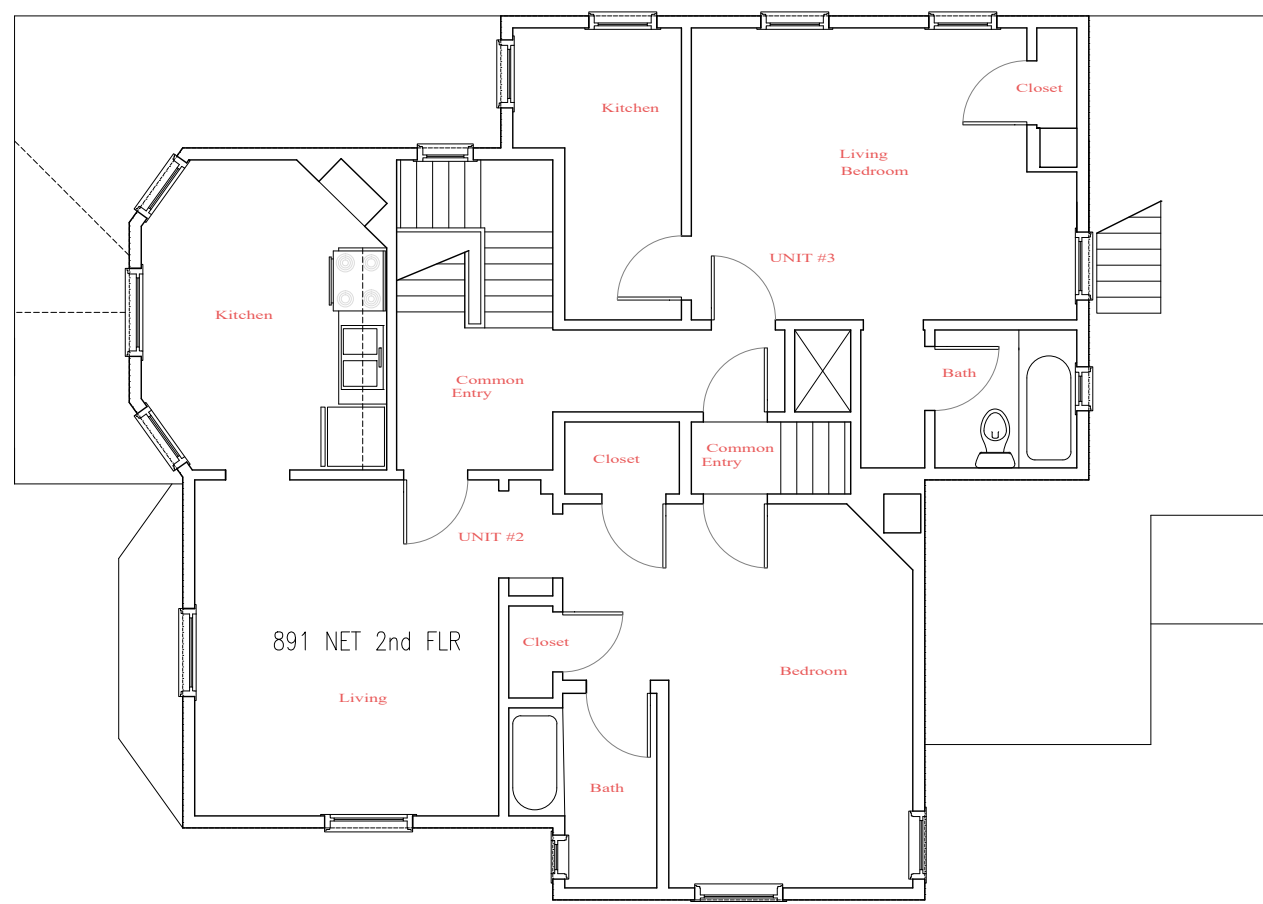 Closet
Kitchen
Living
Bedroom
UNIT #3
Kitchen
Common
Entry
Bath
Common
Entry
Closet
UNIT #2
891 NET 2nd FLR
Closet
Bedroom
Living
Bath